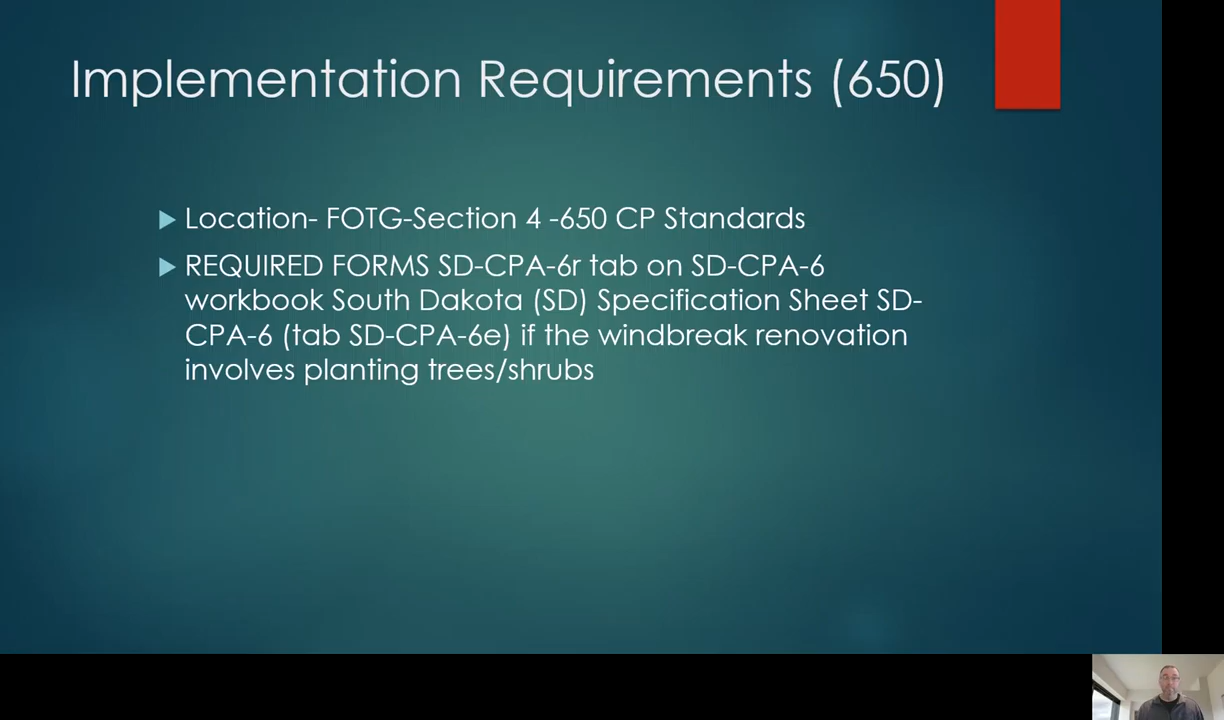 Implementation Requirements (650)
Location- FOTG-Section 4 -650 CP Standards
REQUIRED FORMS SD-CPA-6r tab on SD-CPA-6
workbook South Dakota (SD) Specification Sheet SD-
CPA-6 (tab SD-CPA-6e) if the windbreak renovation
involves planting trees/shrubs